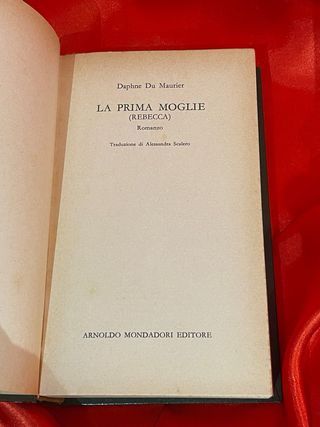 Daphne Du Maurier
LA PRIMA MOGLIE
(REBECCA)
Romanzo
Traduzione di Alessandra Scalero
ARNOLDO MONDADORI EDITORE